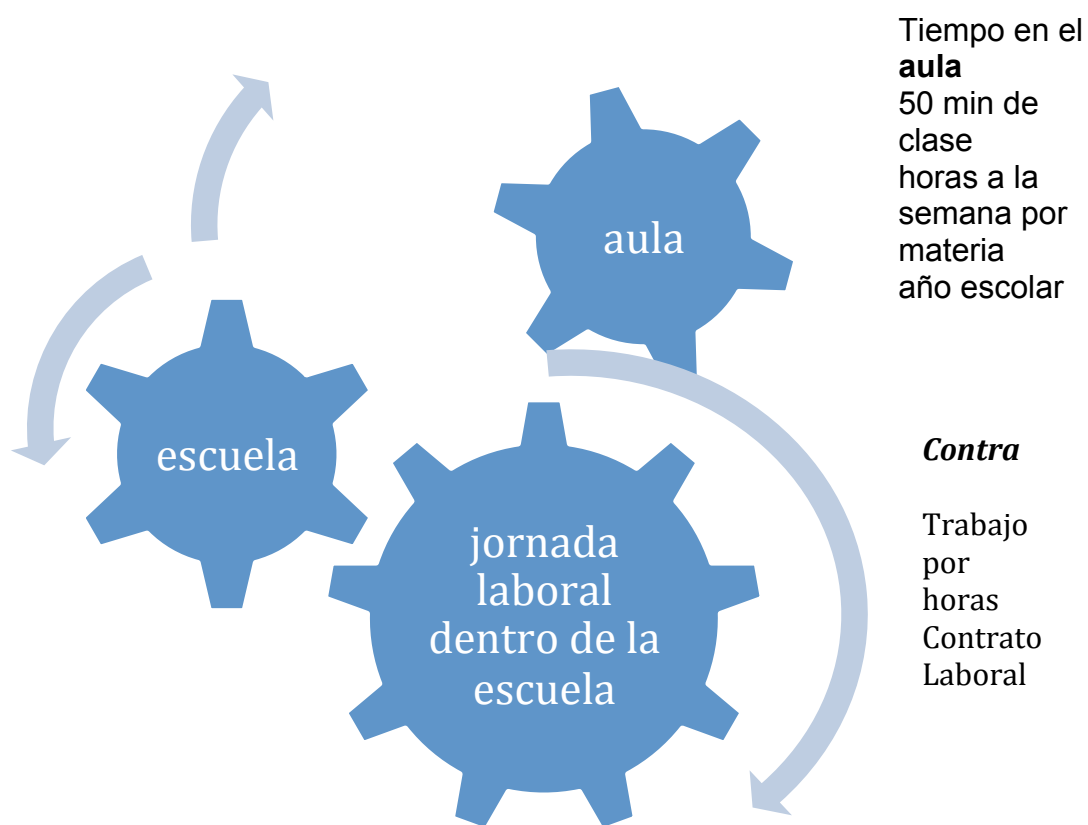 Tiempo en el
aula
50 min de
clase
horas a la
semana por
materia
año escolar
aula
escuela
jornada
laboral
dentro de la
escuela
Contra
Trabajo
por
horas
Contrato
Laboral